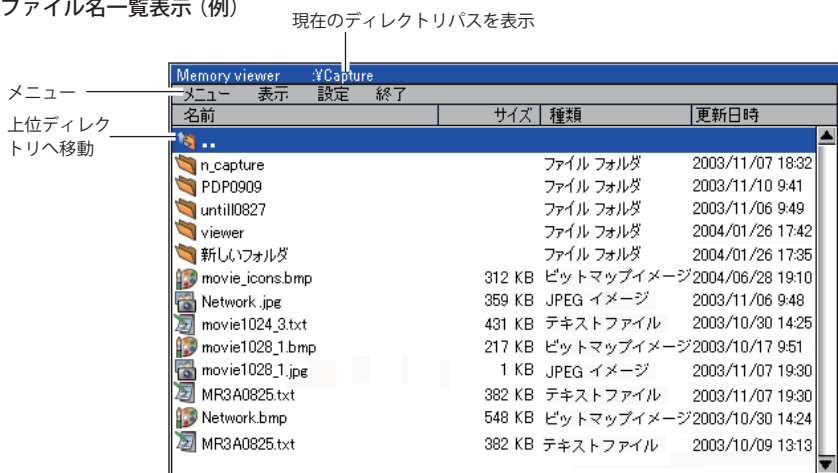 ファイル名一覧表示（例）
現在のディレクトリパスを表示
メニュー
上位ディレク
トリへ移動
Memory viewer :¥Capture
メニュー 表示 設定 終了
名前 サイズ 種類 更新日時
..
n_capture ファイル フォルダ 2003/11/07 18:32
PDP0909 ファイル フォルダ 2003/11/10 9:41
untill0827 ファイル フォルダ 2003/11/06 9:49
viewer ファイル フォルダ 2004/01/26 17:42
新しいフォルダ ファイル フォルダ 2004/01/26 17:35
movie_icons.bmp 312 KB ビットマップイメージ 2004/06/28 19:10
Network.jpg 359 KB JPEG イメージ 2003/11/06 9:48
movie1024_3.txt 431 KB テキストファイル 2003/10/30 14:25
movie1028_1.bmp 217 KB ビットマップイメージ 2003/10/17 9:51
movie1028_1.jpg 1 KB JPEG イメージ 2003/11/07 19:30
MR3A0825.txt 382 KB テキストファイル 2003/11/07 19:30
Network.bmp 548 KB ビットマップイメージ 2003/10/30 14:24
MR3A0825.txt 382 KB テキストファイル 2003/10/09 13:13